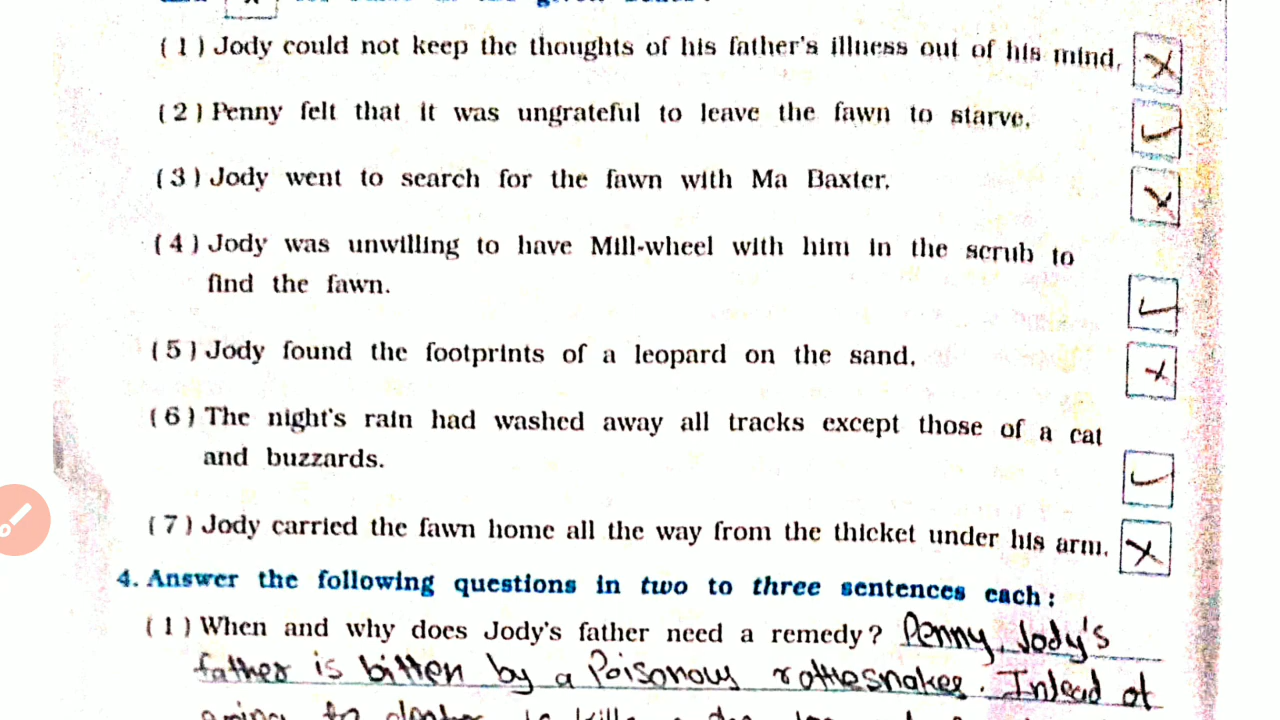 (1) Jody could not keep the thoughts of his father's illness out of his mind. X
(2) Penny felt that it was ungrateful to leave the fawn to starve. ✓
(3) Jody went to search for the fawn with Ma Baxter. X
(4) Jody was unwilling to have Mill-wheel with him in the scrub to
find the fawn. ✓
(5) Jody found the footprints of a leopard on the sand. X
(6) The night's rain had washed away all tracks except those of a cat
and buzzards. ✓
(7) Jody carried the fawn home all the way from the thicket under his arm. X
4. Answer the following questions in two to three sentences each :
(1) When and why does Jody's father need a remedy? Penny, Jody's
father is bitten by a Poisonous rattlesnakes. Instead of